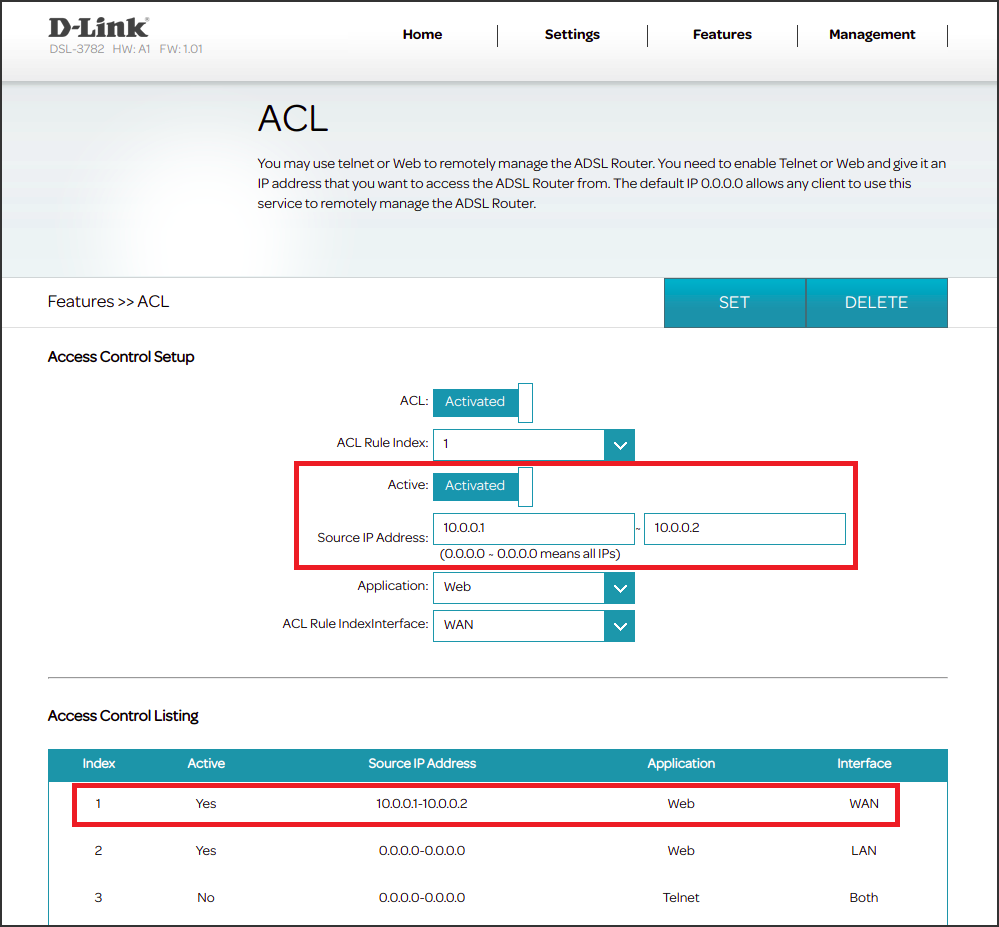 D-Link
DSL-3782 HW: A1 FW: 1.01
Home Settings Features Management
ACL
You may use telnet or Web to remotely manage the ADSL Router. You need to enable Telnet or Web and give it an
IP address that you want to access the ADSL Router from. The default IP 0.0.0.0 allows any client to use this
service to remotely manage the ADSL Router.
Features >> ACL SET DELETE
Access Control Setup
ACL: Activated
ACL Rule Index: 1
Active: Activated
Source IP Address: 10.0.0.1 ~ 10.0.0.2
(0.0.0.0 ~ 0.0.0.0 means all IPs)
Application: Web
ACL Rule IndexInterface: WAN
Access Control Listing
Index Active Source IP Address Application Interface
1 Yes 10.0.0.1-10.0.0.2 Web WAN
2 Yes 0.0.0.0-0.0.0.0 Web LAN
3 No 0.0.0.0-0.0.0.0 Telnet Both